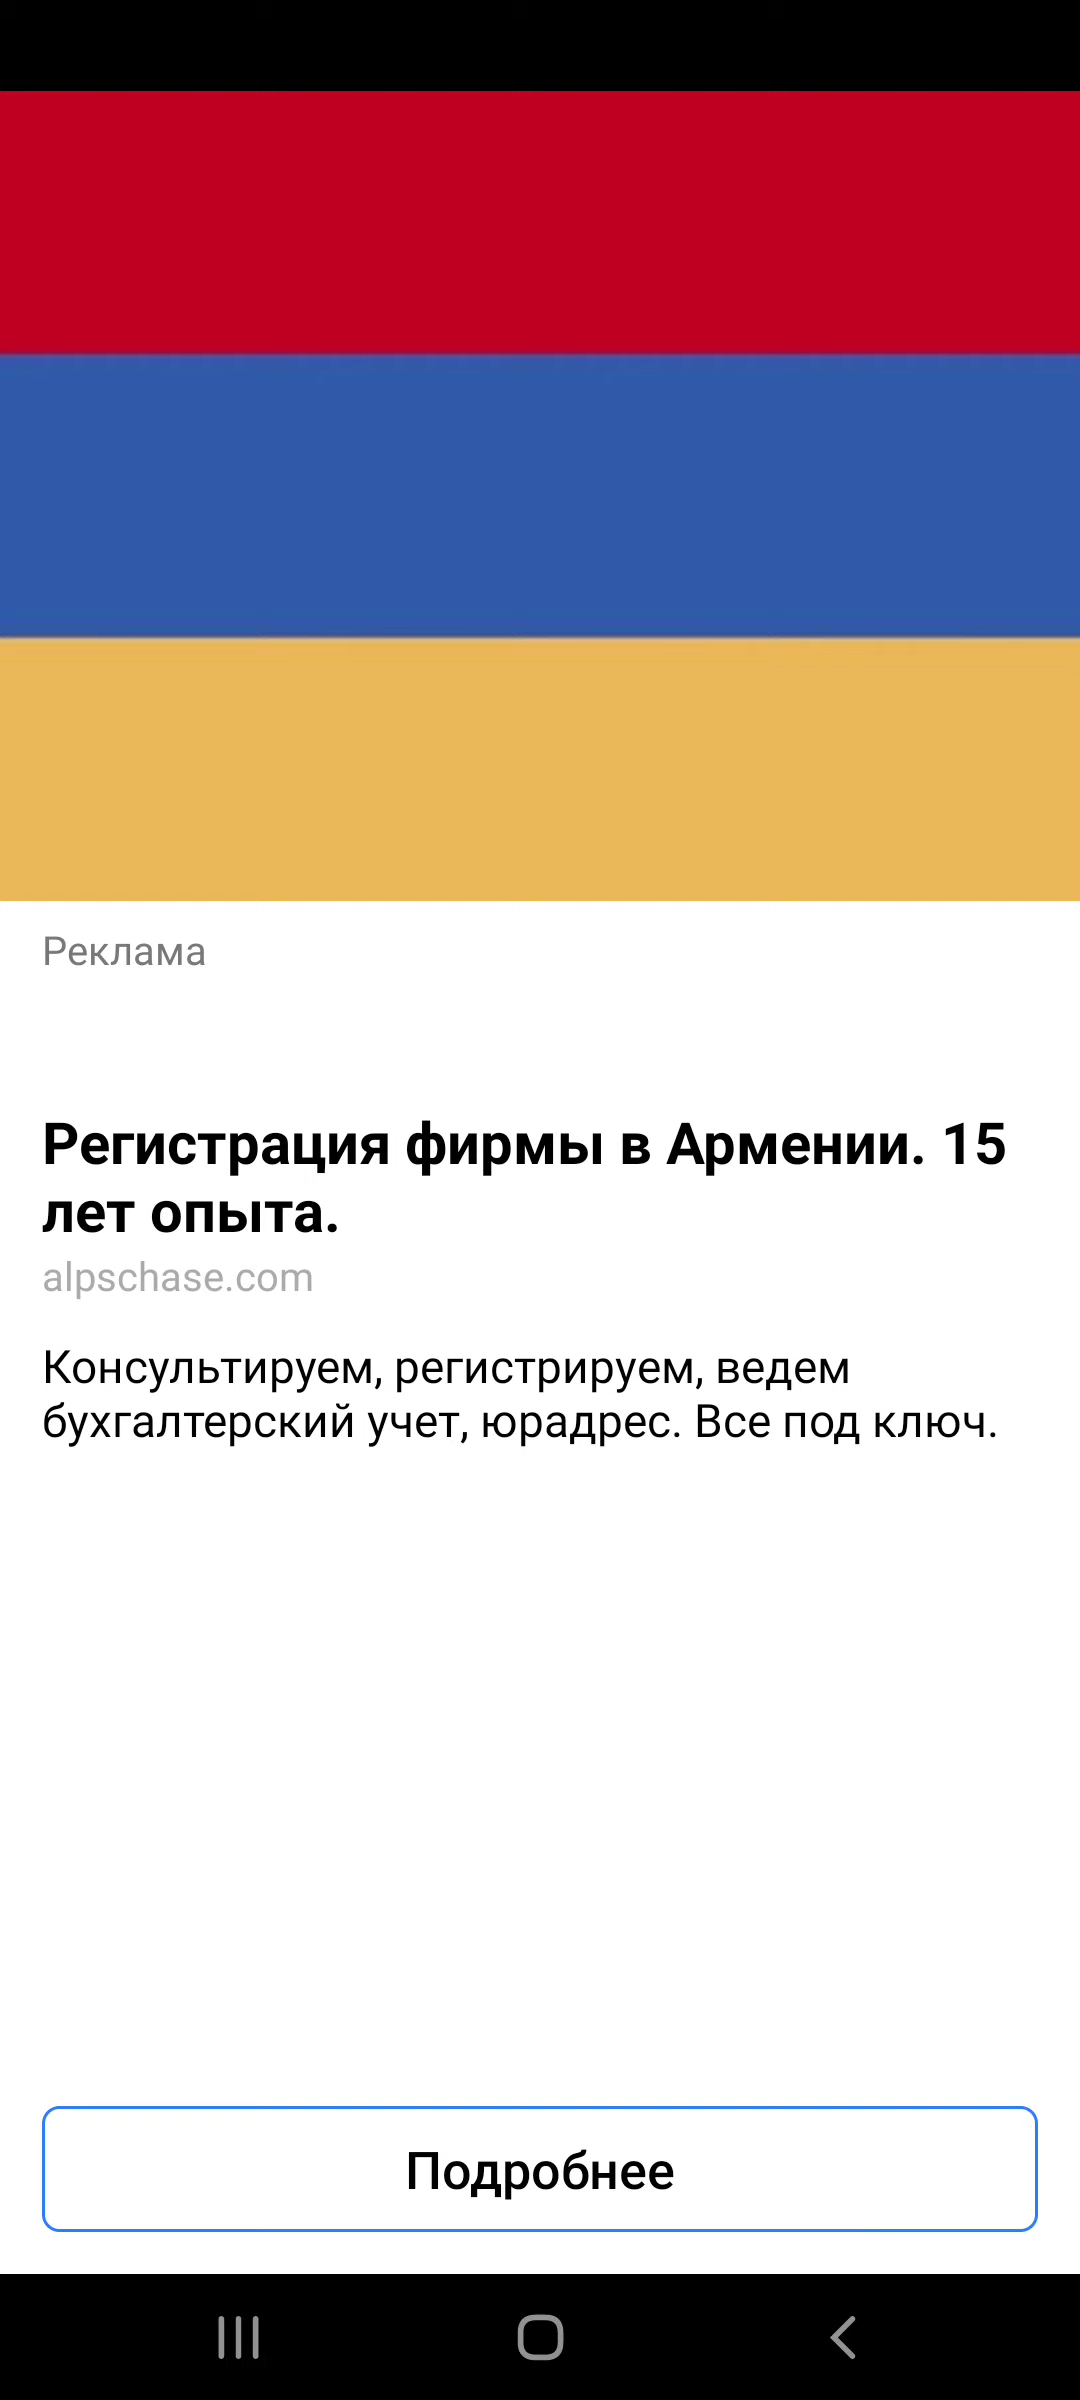 Реклама
Регистрация фирмы в Армении. 15
лет опыта.
alpschase.com
Консультируем, регистрируем, ведем
бухгалтерский учет, юрадрес. Все под ключ.
Подробнее